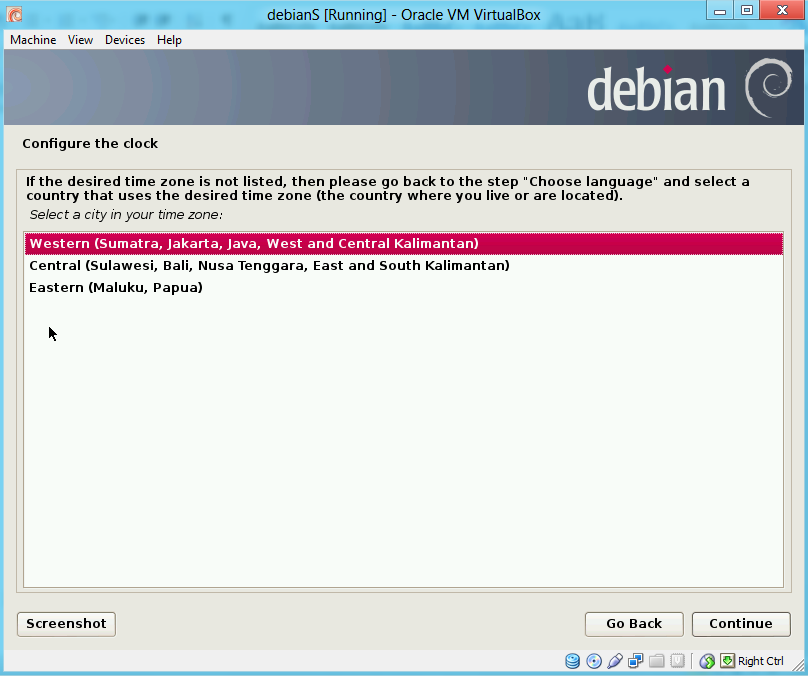 debianS [Running] - Oracle VM VirtualBox
Machine View Devices Help
debian
Configure the clock
If the desired time zone is not listed, then please go back to the step "Choose language" and select a
country that uses the desired time zone (the country where you live or are located).
Select a city in your time zone:
Western (Sumatra, Jakarta, Java, West and Central Kalimantan)
Central (Sulawesi, Bali, Nusa Tenggara, East and South Kalimantan)
Eastern (Maluku, Papua)
Screenshot Go Back Continue
Right Ctrl